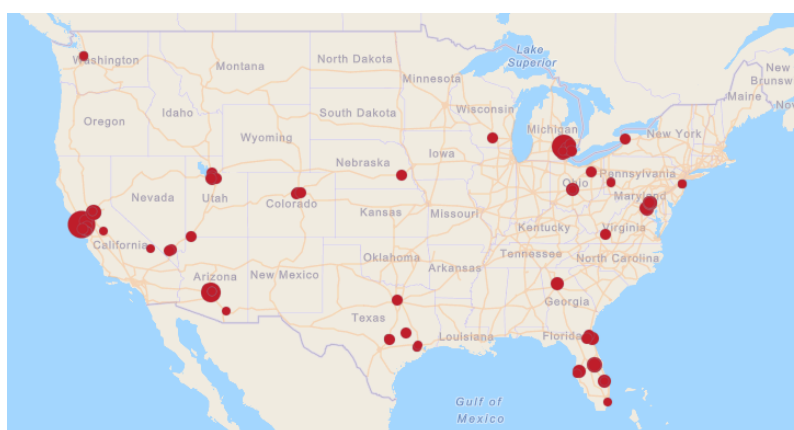 Washington
Montana
North Dakota
Minnesota
Lake
Superior
Maine
New
Brunsw
No
Oregon
Idaho
Wyoming
South Dakota
Wisconsin
Michigan
New York
Nevada
Utah
Colorado
Nebraska
Iowa
Kansas
Missouri
Ohio
Pennsylvania
Maryland
Virginia
Kentucky
California
Arizona
New Mexico
Oklahoma
Arkansas
Tennessee
North Carolina
Texas
Louisiana
Georgia
Florida
Gulf of
Mexico